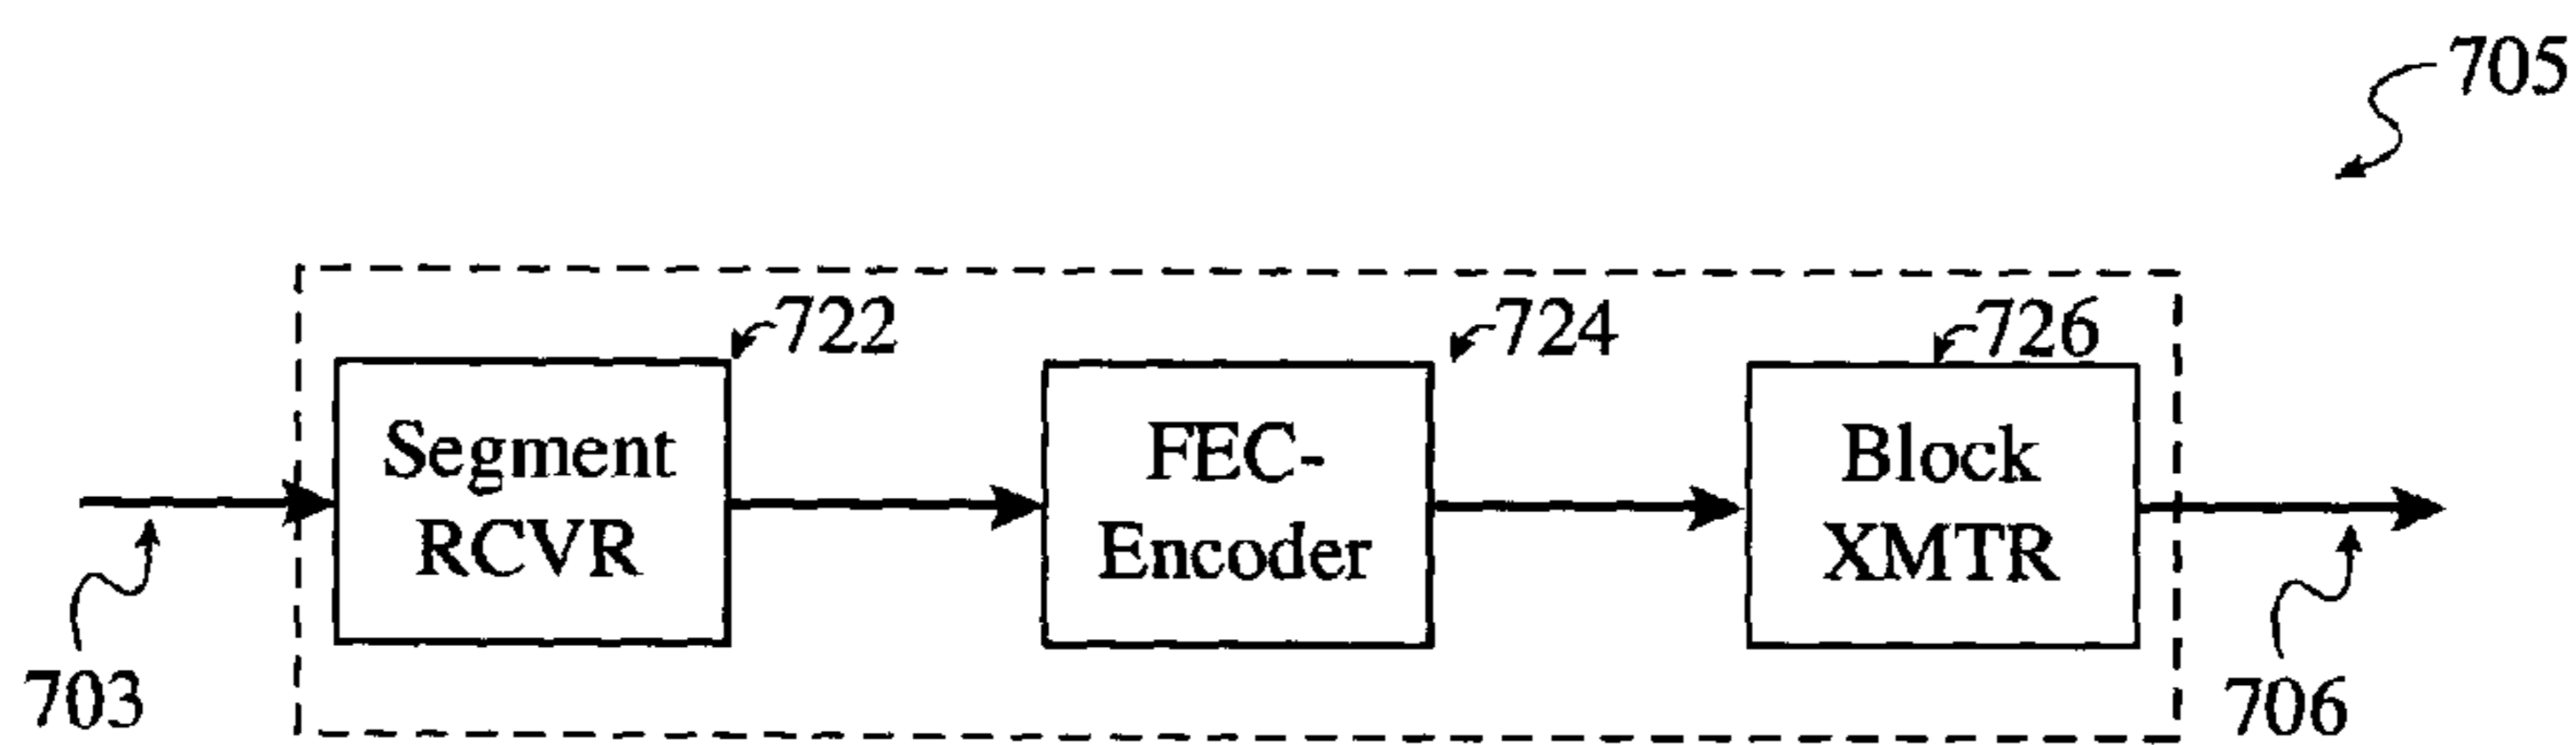 705
722
724
726
Segment
RCVR
FEC-
Encoder
Block
XMTR
703
706